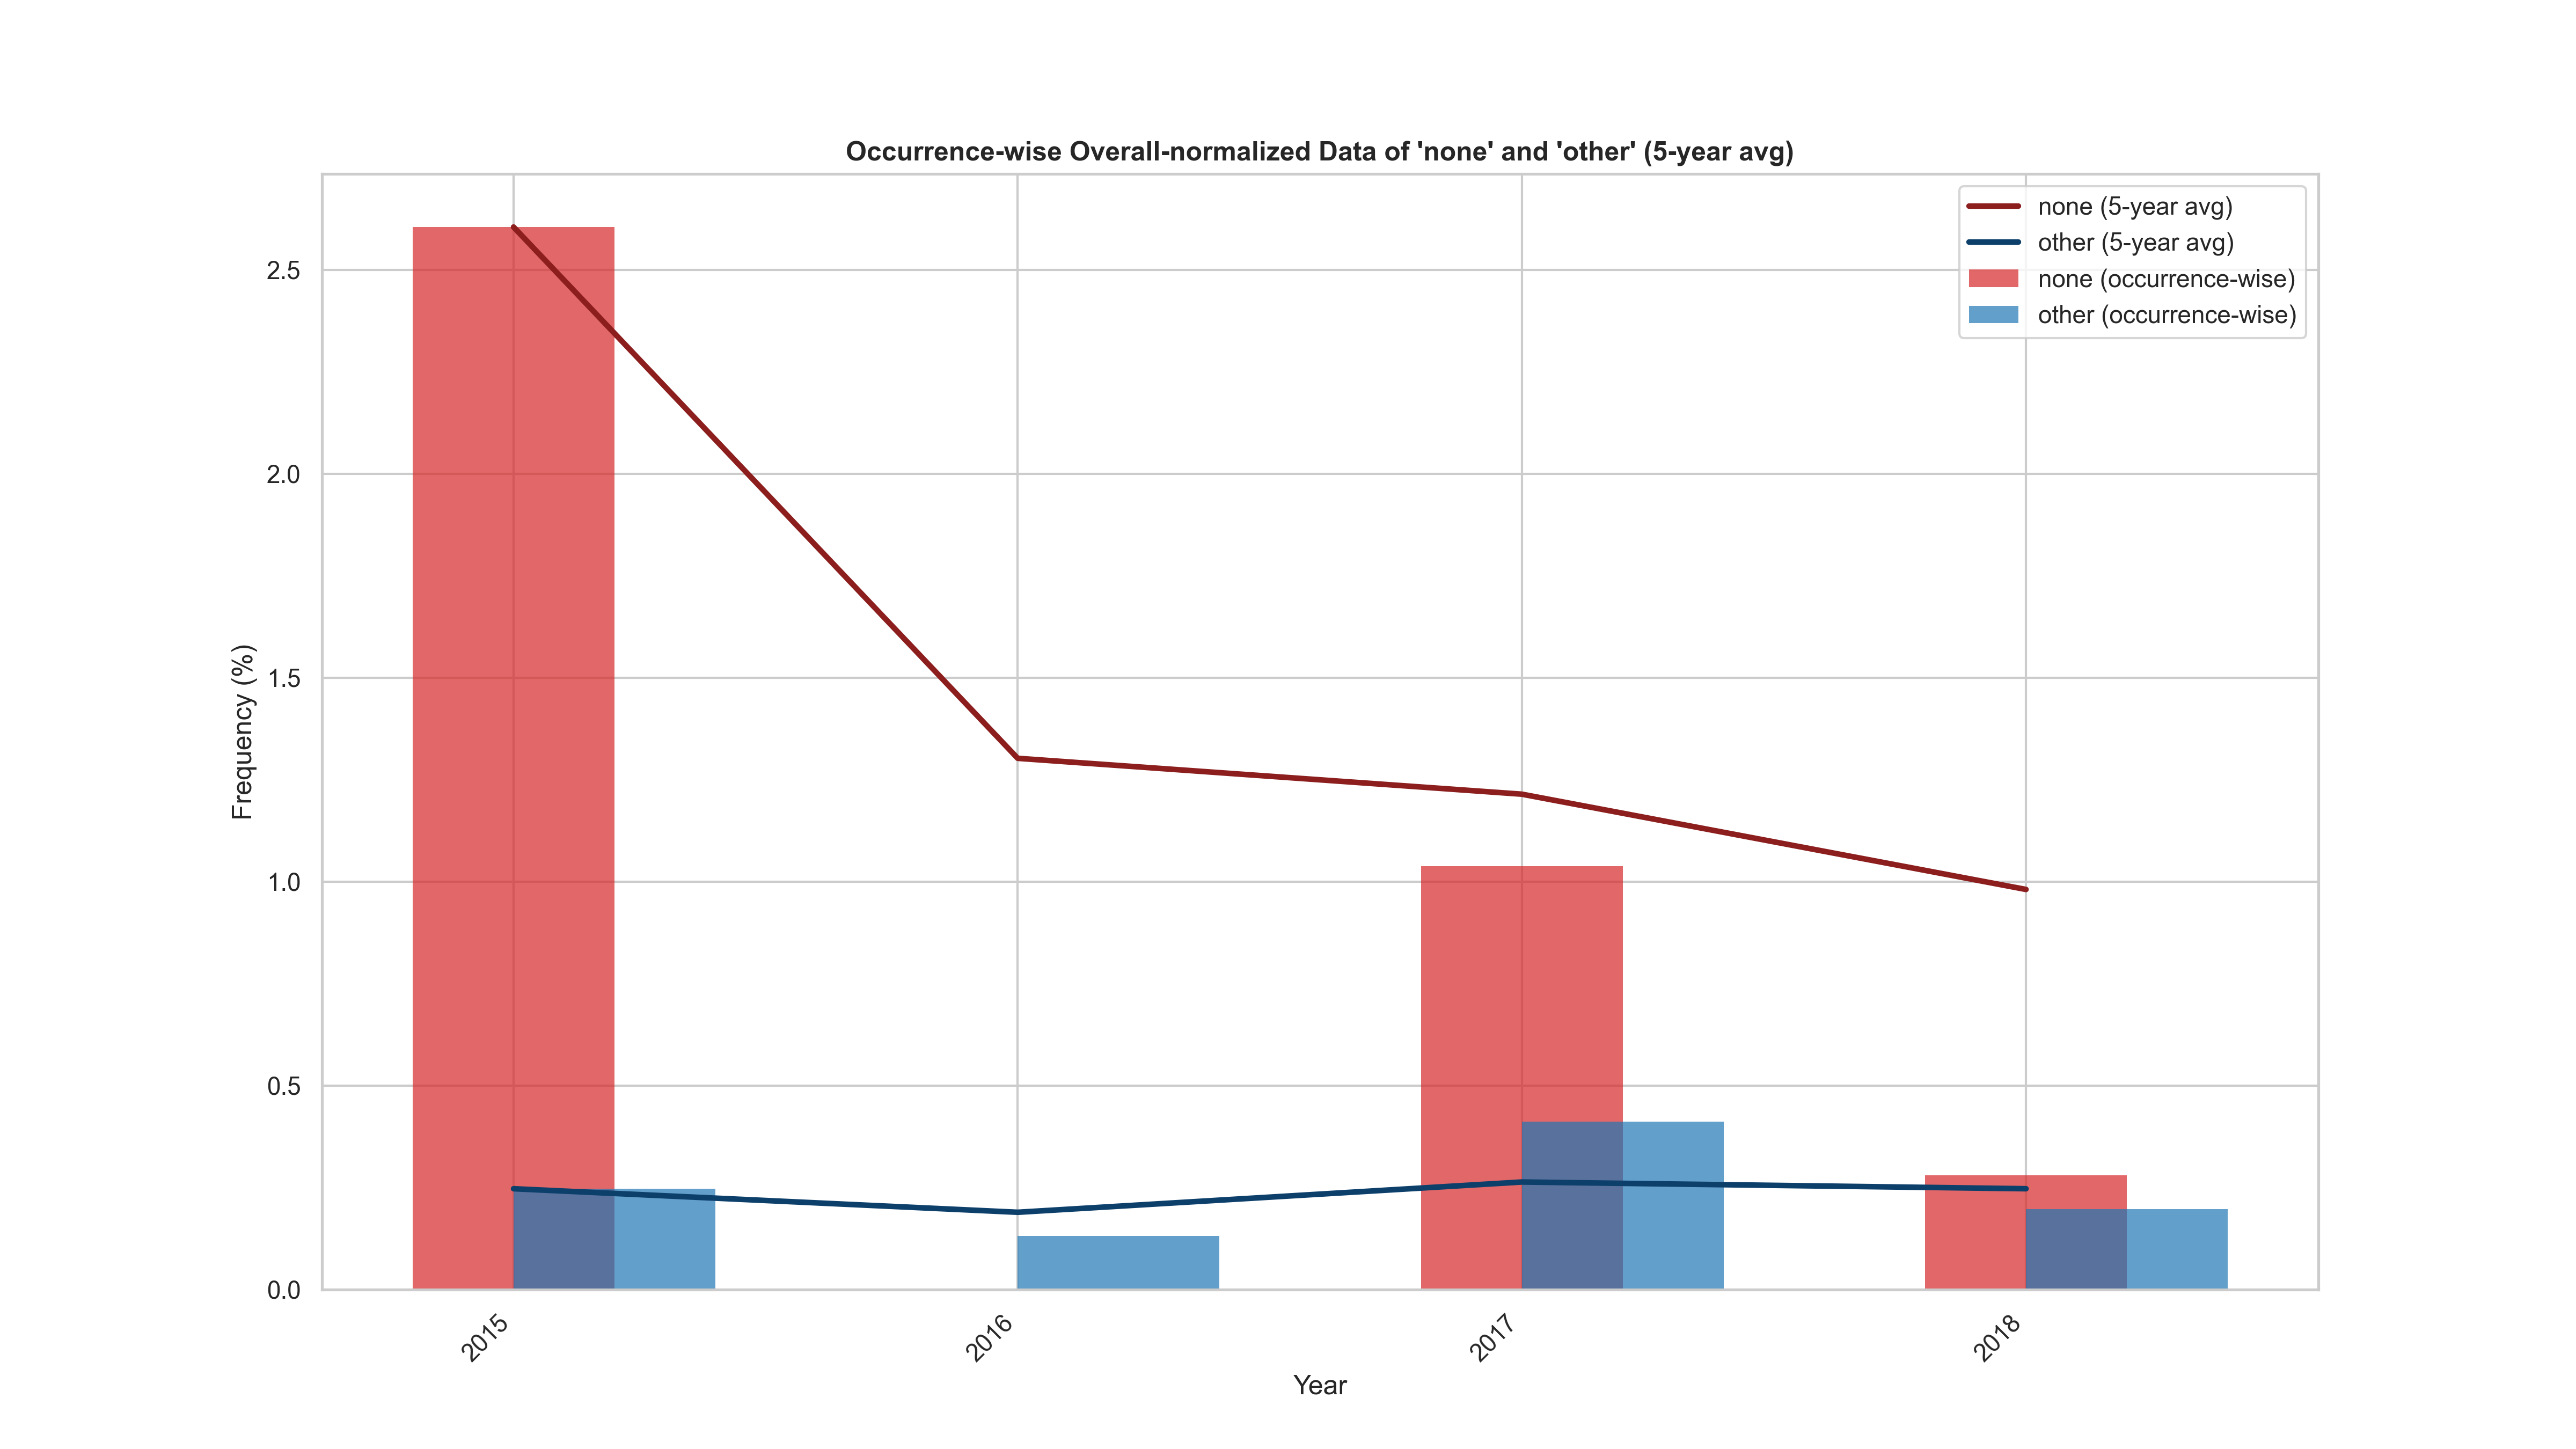 Occurrence-wise Overall-normalized Data of 'none' and 'other' (5-year avg)
none (5-year avg)
other (5-year avg)
none (occurrence-wise)
other (occurrence-wise)
Frequency (%)
2.5
2.0
1.5
1.0
0.5
0.0
2015
2016
2017
2018
Year